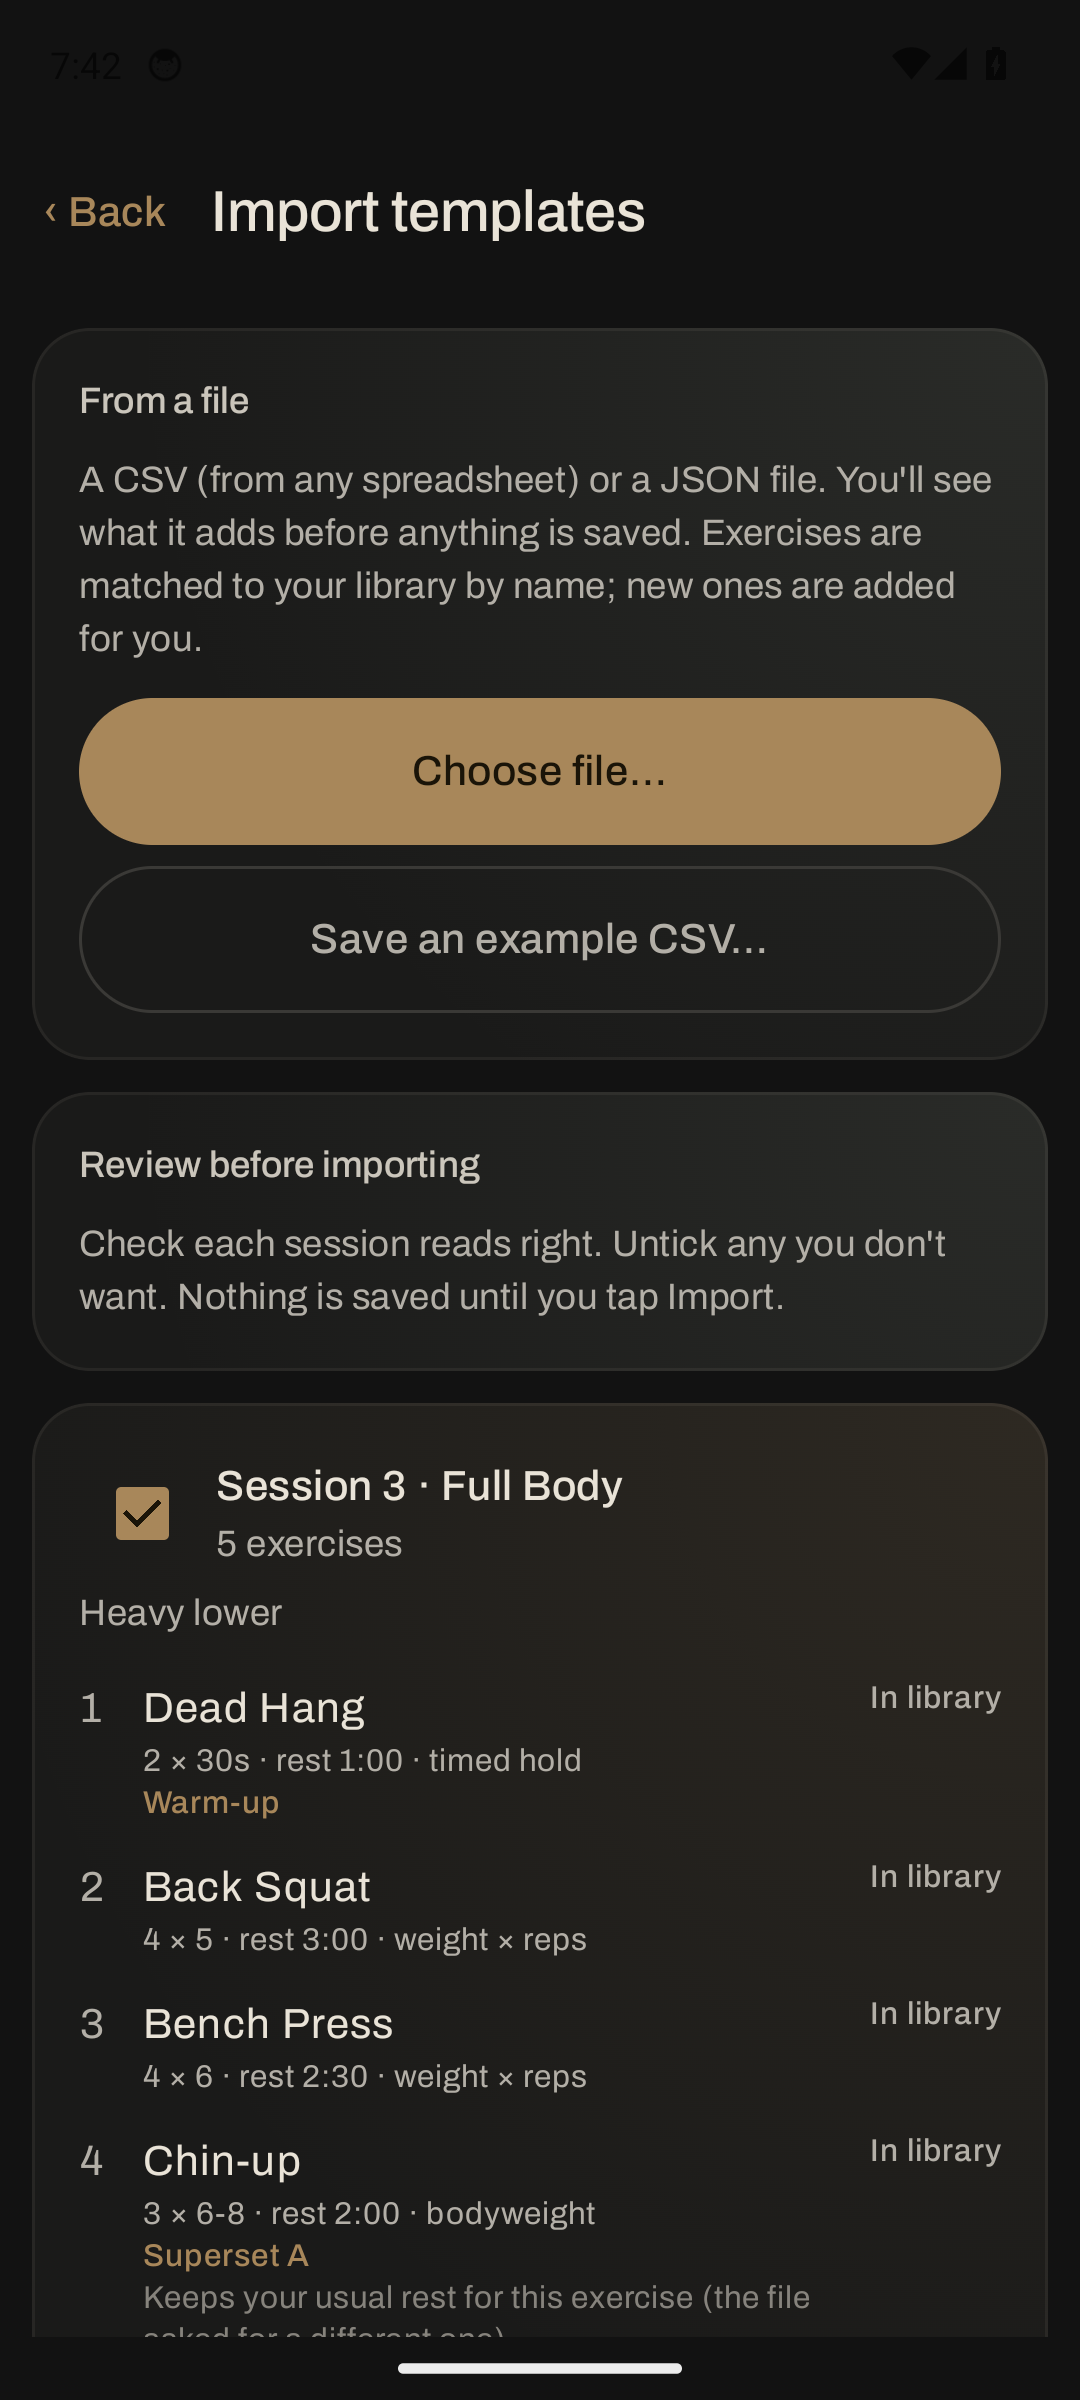 7:42
‹ Back Import templates
From a file
A CSV (from any spreadsheet) or a JSON file. You'll see
what it adds before anything is saved. Exercises are
matched to your library by name; new ones are added
for you.
Choose file...
Save an example CSV...
Review before importing
Check each session reads right. Untick any you don't
want. Nothing is saved until you tap Import.
Session 3 · Full Body
5 exercises
Heavy lower
1 Dead Hang In library
2 × 30s · rest 1:00 · timed hold
Warm-up
2 Back Squat In library
4 × 5 · rest 3:00 · weight × reps
3 Bench Press In library
4 × 6 · rest 2:30 · weight × reps
4 Chin-up In library
3 × 6-8 · rest 2:00 · bodyweight
Superset A
Keeps your usual rest for this exercise (the file
asked for a different one)